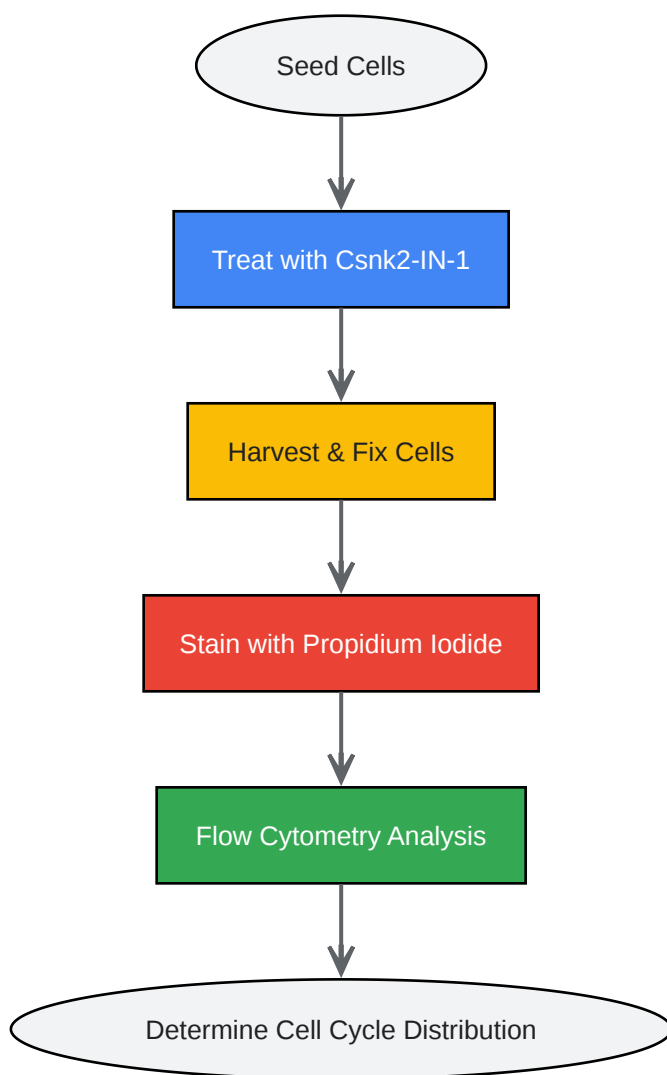 Seed Cells
Treat with Csnk2-IN-1
Harvest & Fix Cells
Stain with Propidium Iodide
Flow Cytometry Analysis
Determine Cell Cycle Distribution